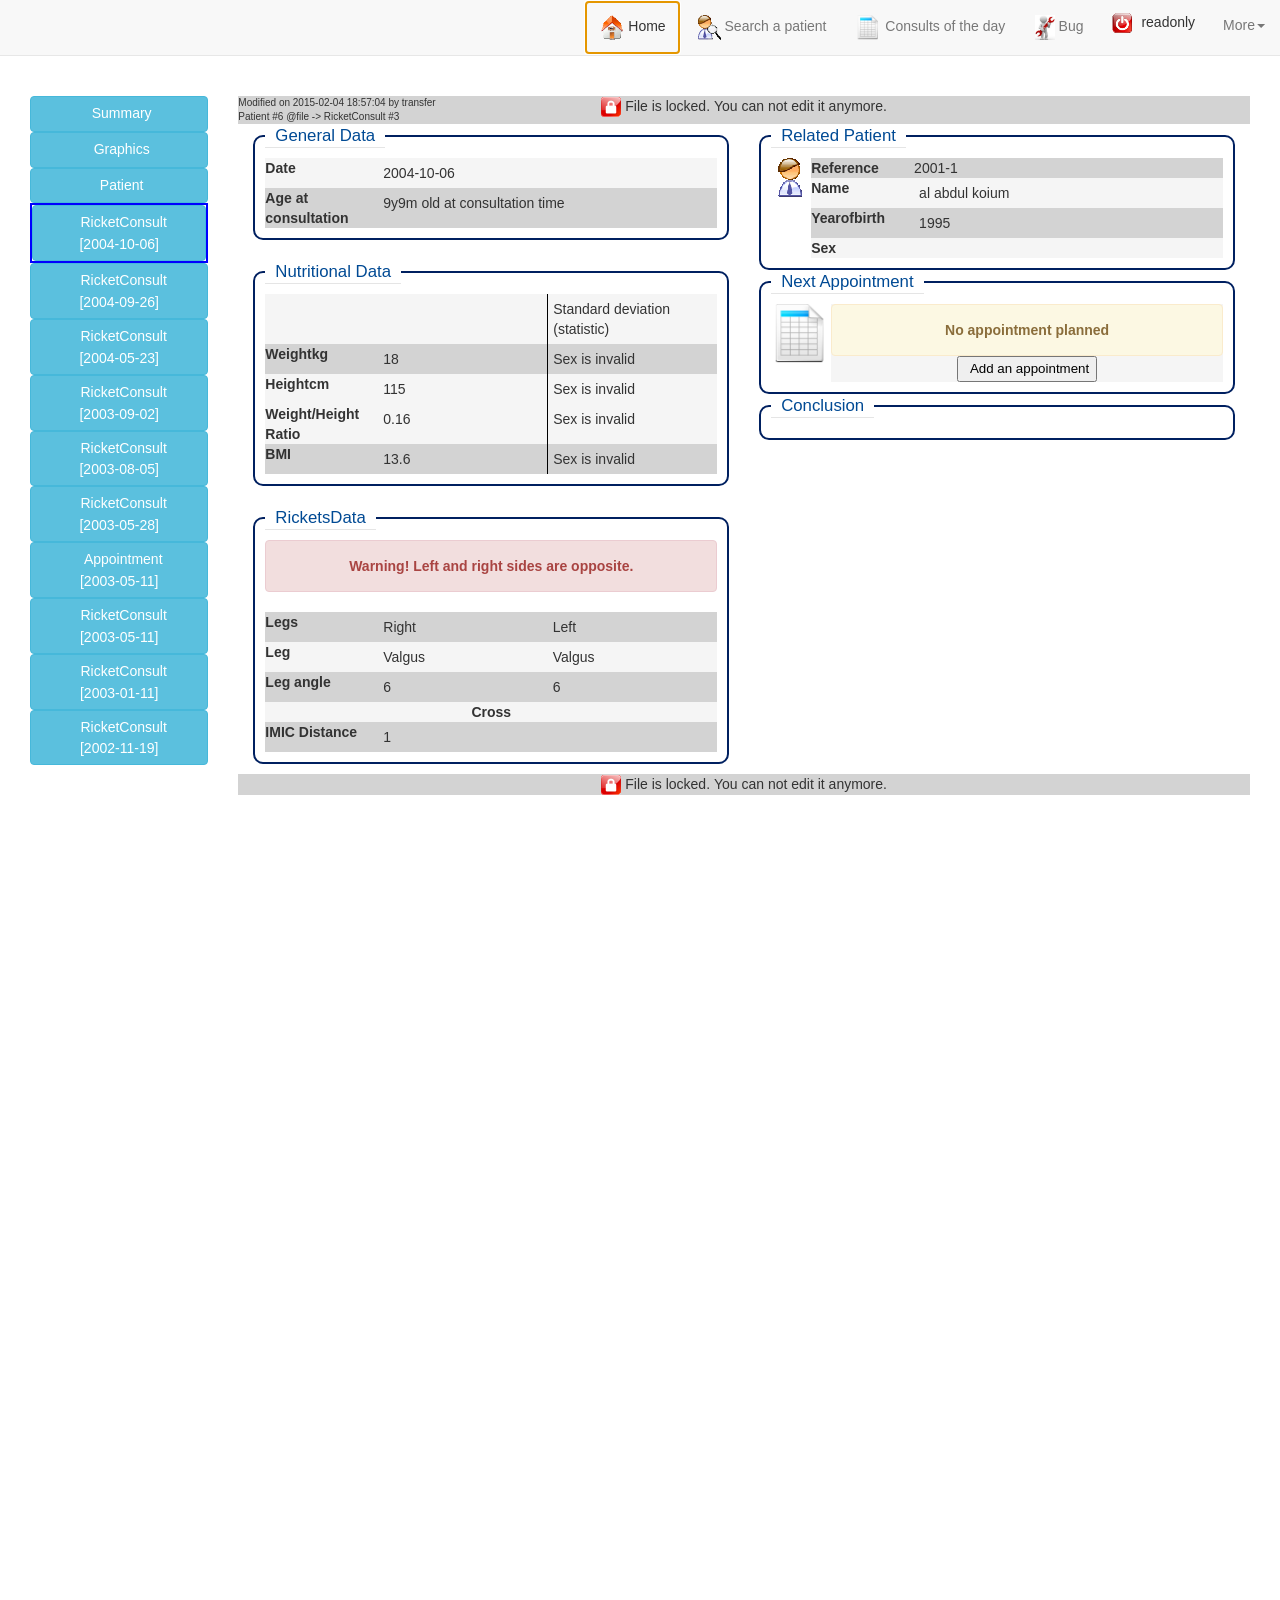 Home Search a patient Consults of the day Bug readonly More
Summary
Graphics
Patient
RicketConsult
[2004-10-06]
RicketConsult
[2004-09-26]
RicketConsult
[2004-05-23]
RicketConsult
[2003-09-02]
RicketConsult
[2003-08-05]
RicketConsult
[2003-05-28]
Appointment
[2003-05-11]
RicketConsult
[2003-05-11]
RicketConsult
[2003-01-11]
RicketConsult
[2002-11-19]
Modified on 2015-02-04 18:57:04 by transfer
Patient #6 @file -> RicketConsult #3
File is locked. You can not edit it anymore.
General Data
Date 2004-10-06
Age at
consultation
9y9m old at consultation time
Nutritional Data
Standard deviation
(statistic)
Weightkg 18 Sex is invalid
Heightcm 115 Sex is invalid
Weight/Height
Ratio
0.16 Sex is invalid
BMI 13.6 Sex is invalid
RicketsData
Warning! Left and right sides are opposite.
Legs Right Left
Leg Valgus Valgus
Leg angle 6 6
Cross
IMIC Distance 1
Related Patient
Reference 2001-1
Name al abdul koium
Yearofbirth 1995
Sex
Next Appointment
No appointment planned
Add an appointment
Conclusion
File is locked. You can not edit it anymore.